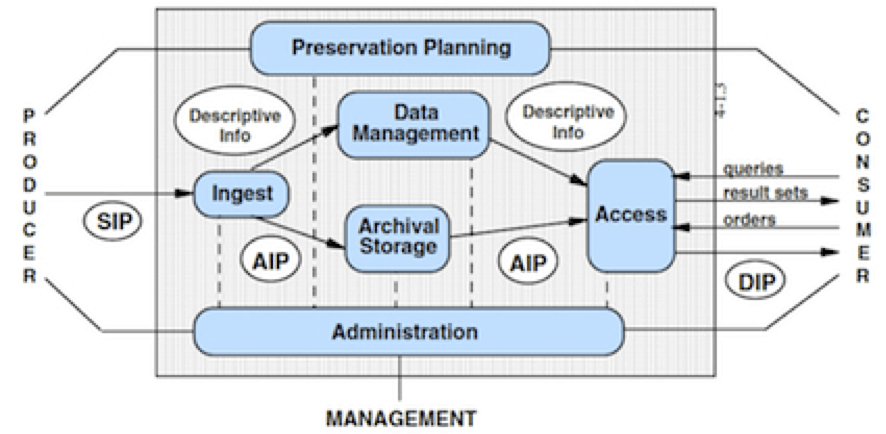 Preservation Planning
4-1.3
P
R
O
D
U
C
E
R
C
O
N
S
U
M
E
R
Descriptive
Info
Data
Management
Descriptive
Info
queries
Ingest
result sets
Access
SIP
orders
Archival
Storage
AIP
AIP
DIP
Administration
MANAGEMENT